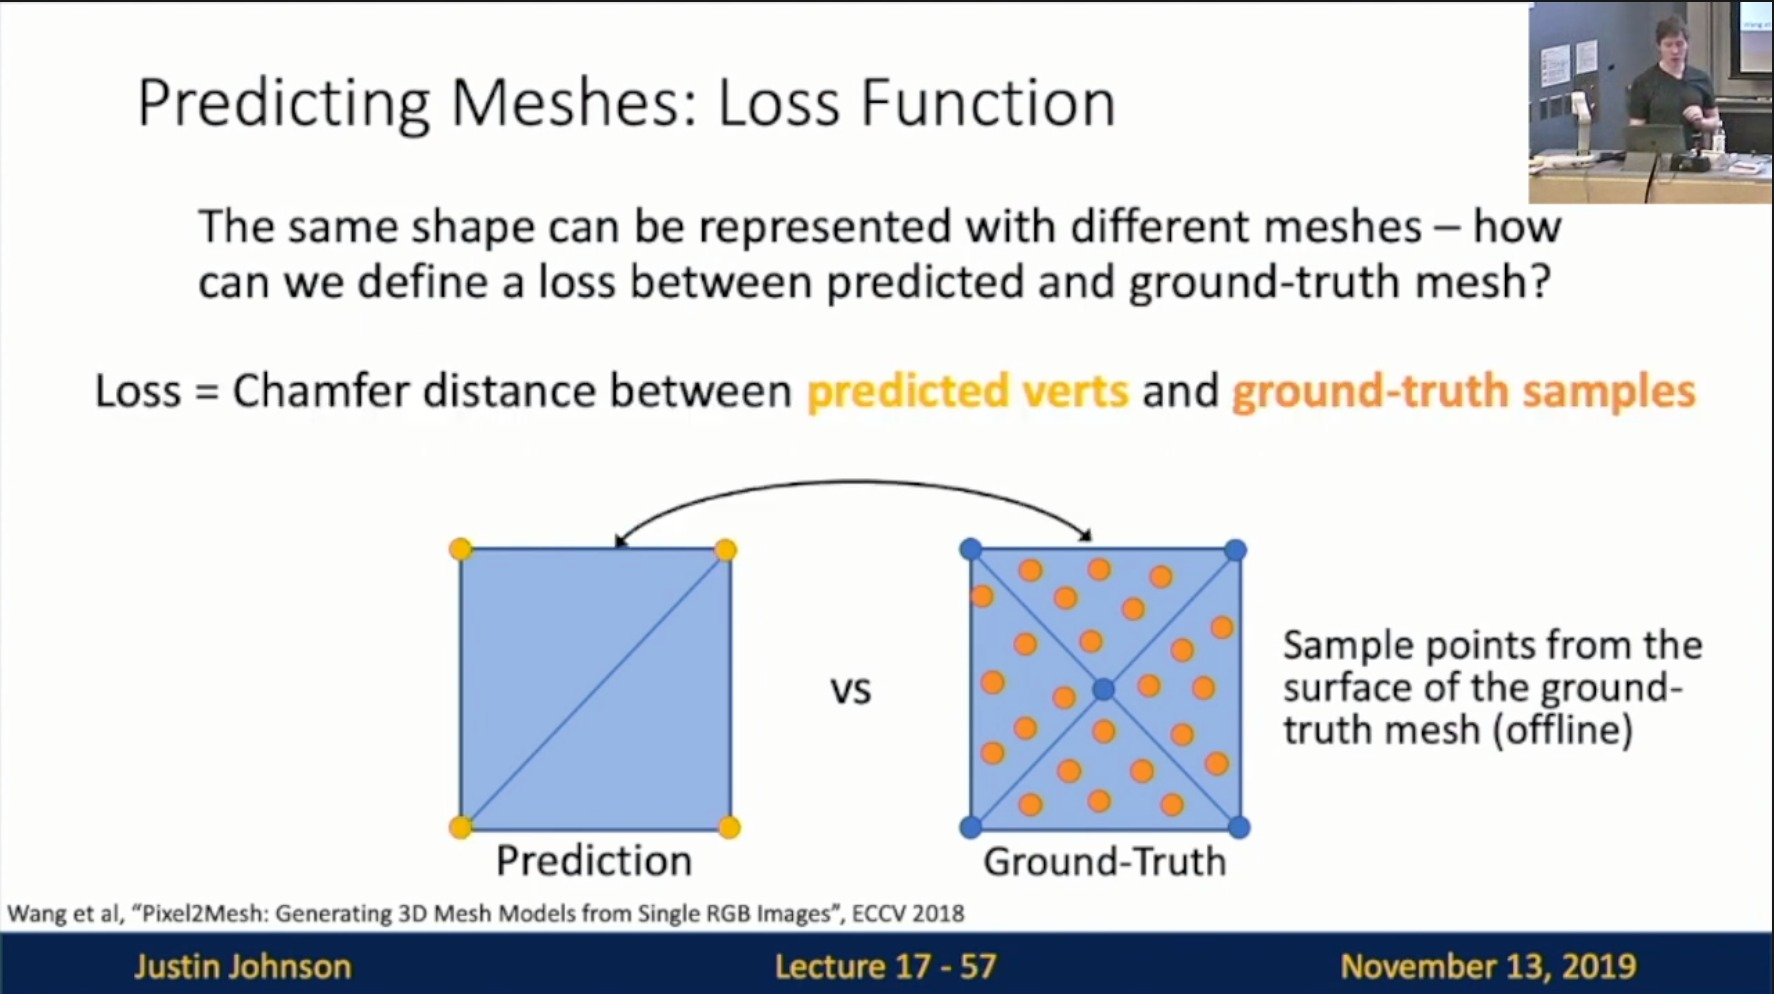 Predicting Meshes: Loss Function
The same shape can be represented with different meshes – how
can we define a loss between predicted and ground-truth mesh?
Loss = Chamfer distance between predicted verts and ground-truth samples
vs
Sample points from the
surface of the ground-
truth mesh (offline)
Prediction
Ground-Truth
Wang et al, “Pixel2Mesh: Generating 3D Mesh Models from Single RGB Images”, ECCV 2018
Justin Johnson
Lecture 17 - 57
November 13, 2019